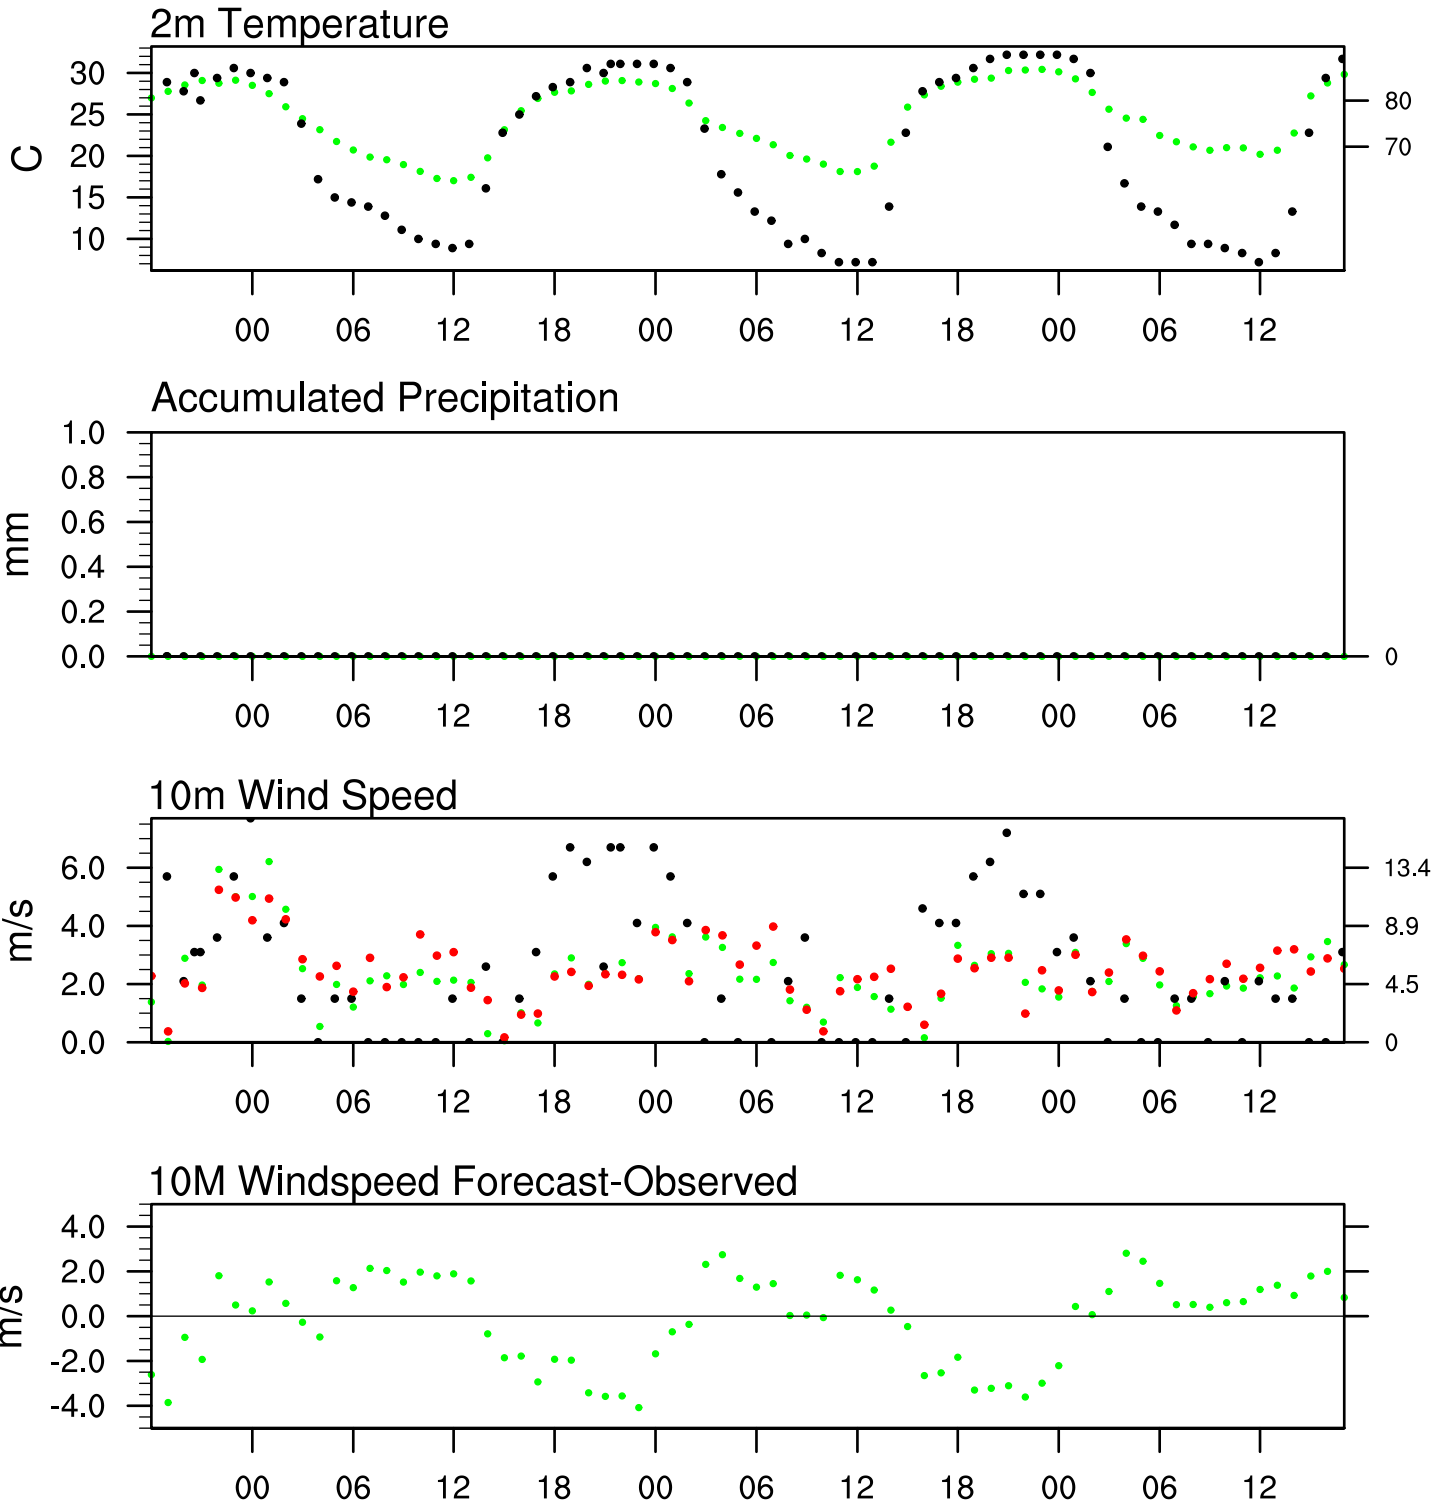 2m Temperature
C
30
25
20
15
10
80
70
00 06 12 18 00 06 12 18 00 06 12
Accumulated Precipitation
mm
1.0
0.8
0.6
0.4
0.2
0.0
0
00 06 12 18 00 06 12 18 00 06 12
10m Wind Speed
m/s
6.0
4.0
2.0
0.0
13.4
8.9
4.5
0
00 06 12 18 00 06 12 18 00 06 12
10M Windspeed Forecast-Observed
m/s
4.0
2.0
0.0
-2.0
-4.0
00 06 12 18 00 06 12 18 00 06 12